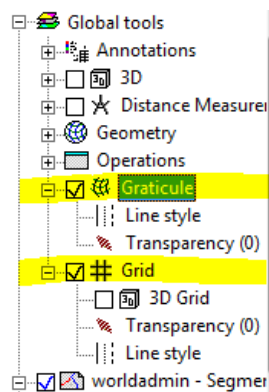 Global tools
Annotations
3D
Distance Measurer
Geometry
Operations
Graticule
Line style
Transparency (0)
Grid
3D Grid
Transparency (0)
Line style
worldadmin - Segmer